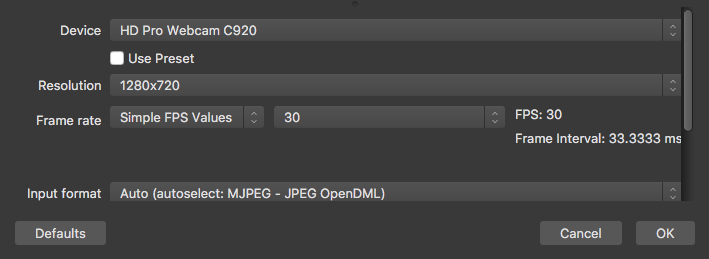 Device HD Pro Webcam C920
Use Preset
Resolution 1280x720
Frame rate Simple FPS Values 30 FPS: 30
Frame Interval: 33.3333 ms
Input format Auto (autoselect: MJPEG - JPEG OpenDML)
Defaults Cancel OK